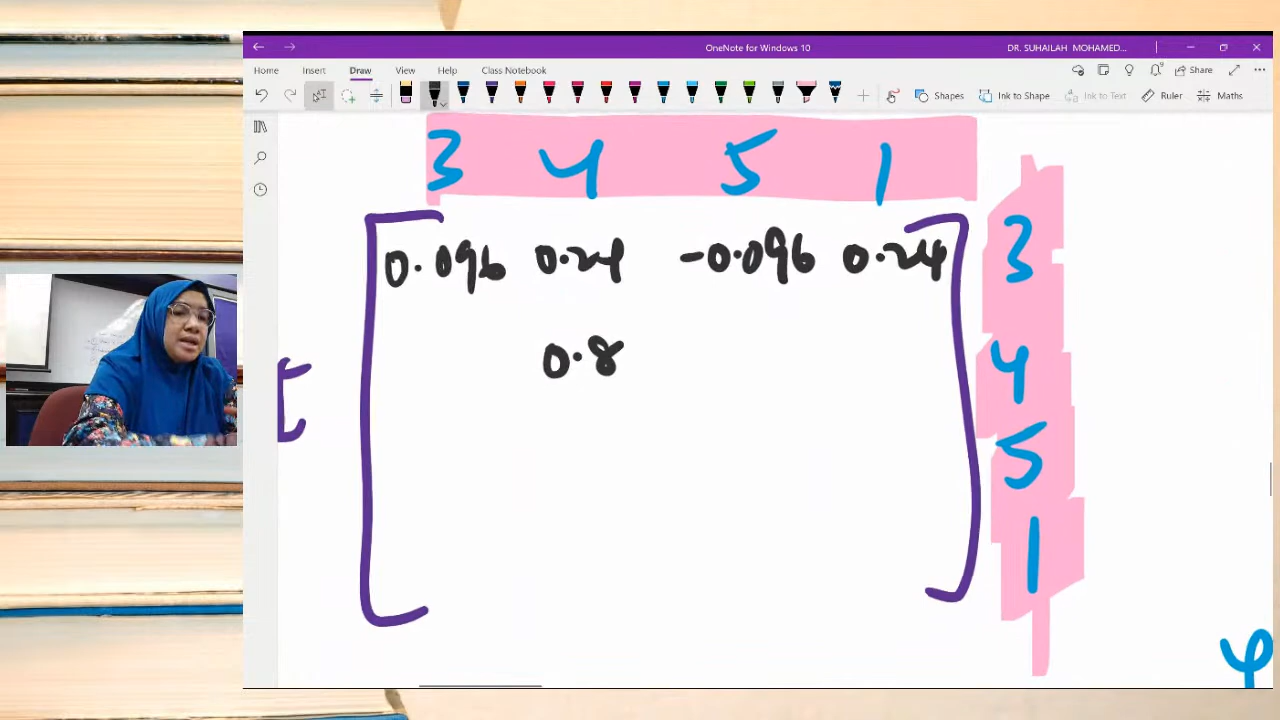 OneNote for Windows 10
DR. SUHAILAH MOHAMED...
Home Insert Draw View Help Class Notebook
Share
Shapes Ink to Shape Ink to Text Ruler Maths
3 4 5 1
0.096 0.24 -0.096 0.24 3
0.8 4
5
1